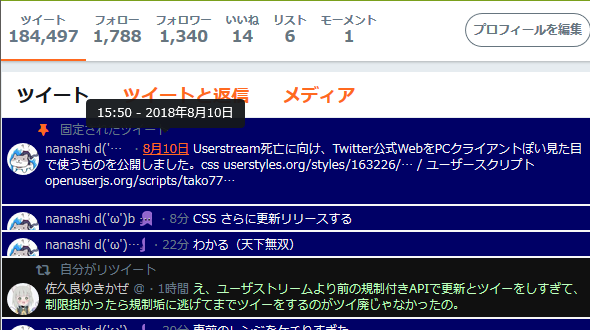 ツイート フォロー フォロワー いいね リスト モーメント
184,497 1,788 1,340 14 6 1
プロフィールを編集
ツイート ツイートと返信 メディア
15:50 - 2018年8月10日
固定されたツイート
nanashi d('… · 8月10日 Userstream死亡に向け、Twitter公式WebをPCクライアントぽい見た目
で使うものを公開しました。css userstyles.org/styles/163226/… / ユーザースクリプト
openuserjs.org/scripts/tako77…
nanashi d('ω')b · 8分 CSS さらに更新リリースする
nanashi d('ω')… · 22分 わかる（天下無双）
自分がリツイート
佐久良ゆきかぜ @ · 1時間 え、ユーザストリームより前の規制付きAPIで更新とツイーをしすぎて、
制限掛かったら規制垢に逃げてまでツイーをするのがツイ廃じゃなかったの。
nanashi d('ω')